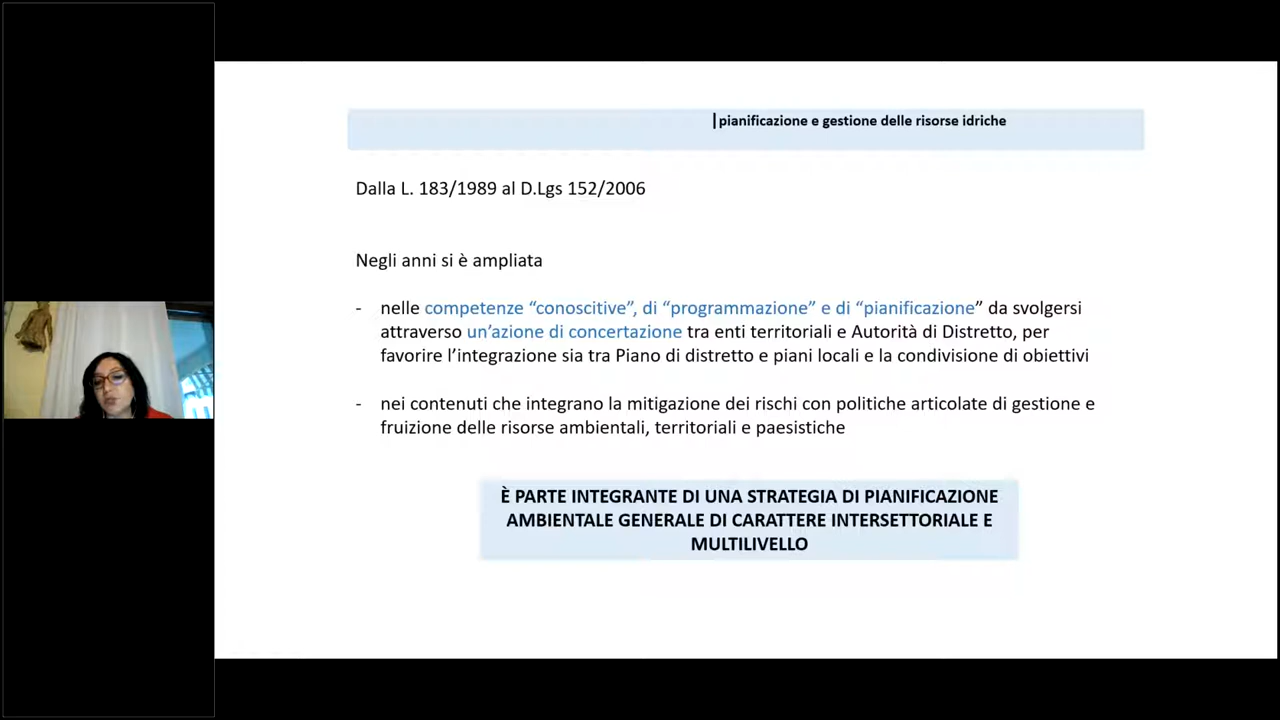 pianificazione e gestione delle risorse idriche
Dalla L. 183/1989 al D.Lgs 152/2006
Negli anni si è ampliata
- nelle competenze “conoscitive”, di “programmazione” e di “pianificazione” da svolgersi
attraverso un’azione di concertazione tra enti territoriali e Autorità di Distretto, per
favorire l’integrazione sia tra Piano di distretto e piani locali e la condivisione di obiettivi
- nei contenuti che integrano la mitigazione dei rischi con politiche articolate di gestione e
fruizione delle risorse ambientali, territoriali e paesistiche
È PARTE INTEGRANTE DI UNA STRATEGIA DI PIANIFICAZIONE
AMBIENTALE GENERALE DI CARATTERE INTERSETTORIALE E
MULTILIVELLO